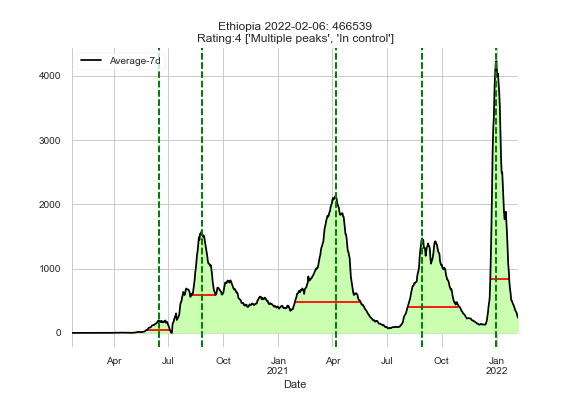 Ethiopia 2022-02-06: 466539
Rating:4 ['Multiple peaks', 'In control']
Average-7d
4000
3000
2000
1000
0
Apr Jul Oct Jan Apr Jul Oct Jan
2021 2022
Date